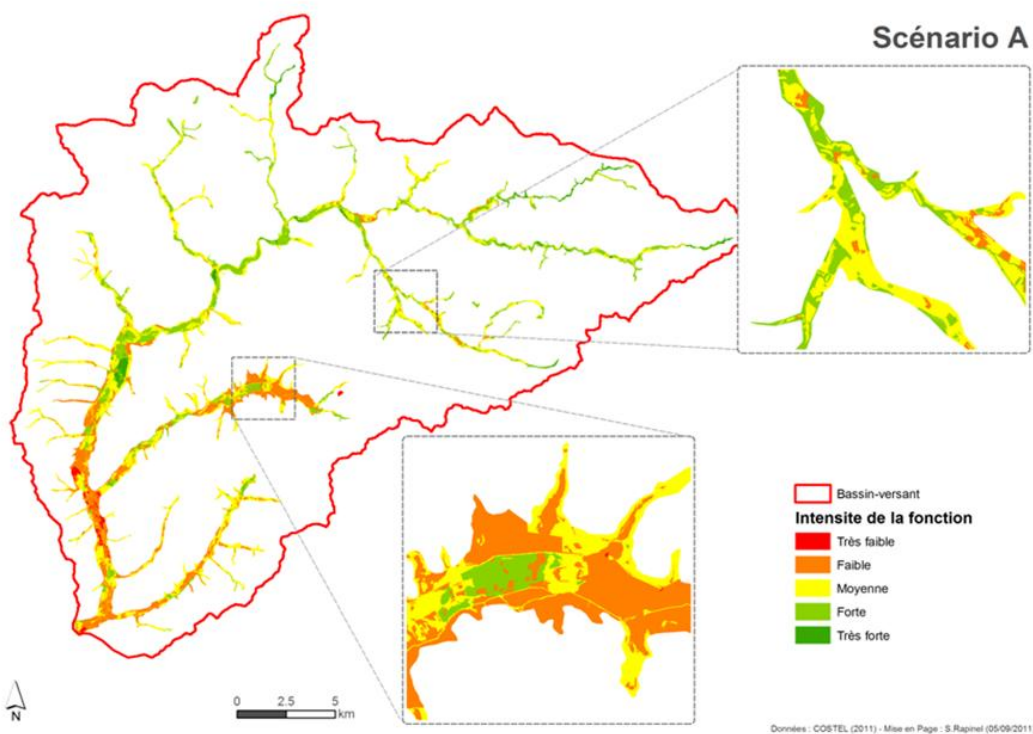 Scénario A
Bassin-versant
Intensite de la fonction
Très faible
Faible
Moyenne
Forte
Très forte
N
0 2.5 5
km
Données : COSTEL (2011) - Mise en Page : S.Rapinel (05/09/2011